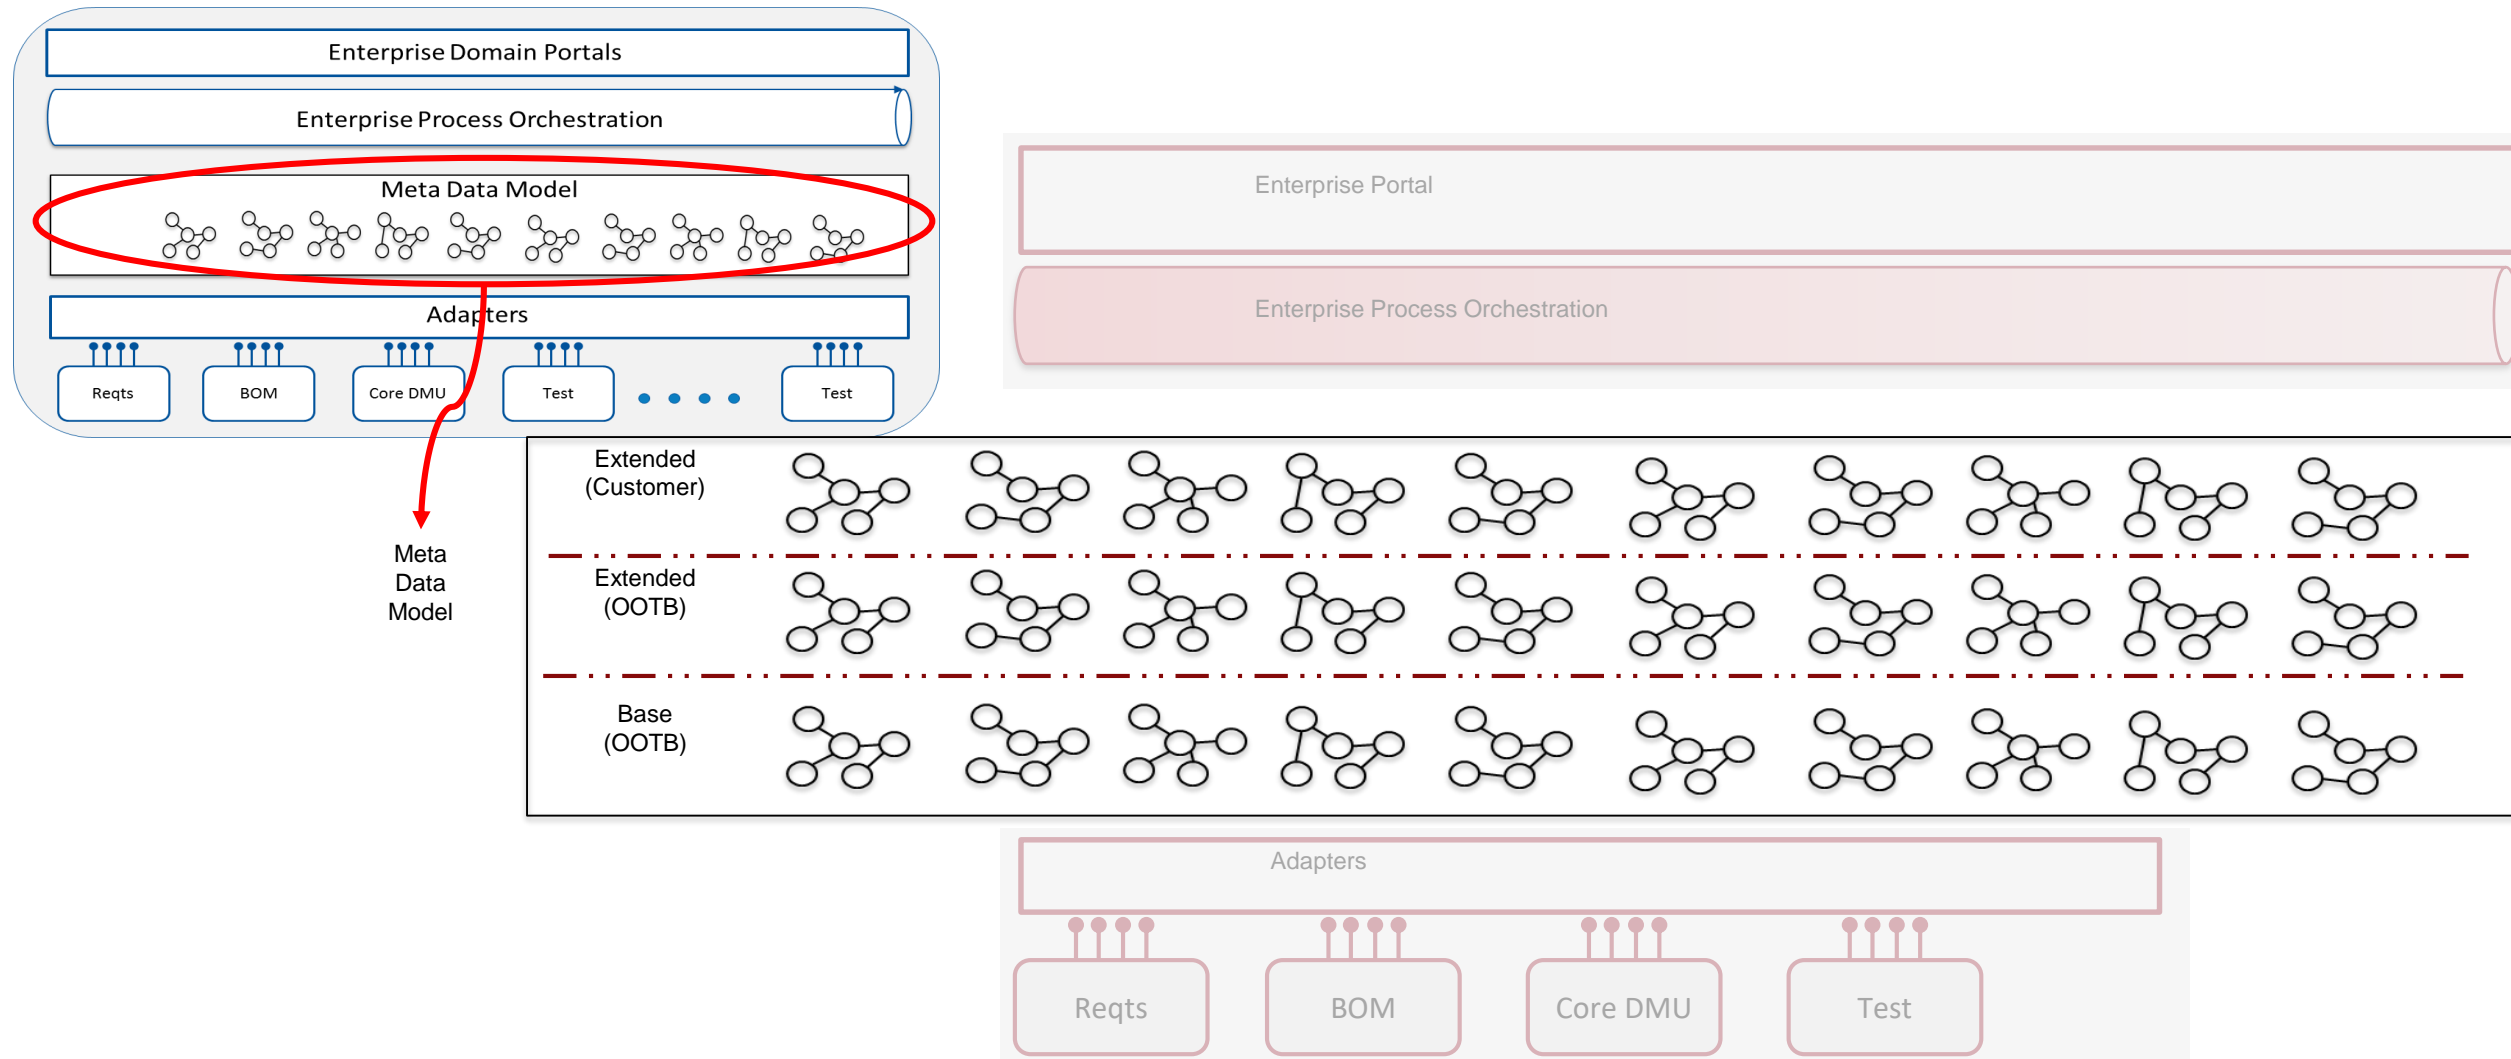 Enterprise Domain Portals
Enterprise Process Orchestration
Meta Data Model
Adapters
Reqts
BOM
Core DMU
Test
Test
Enterprise Portal
Enterprise Process Orchestration
Meta
Data
Model
Extended
(Customer)
Extended
(OOTB)
Base
(OOTB)
Adapters
Reqts
BOM
Core DMU
Test